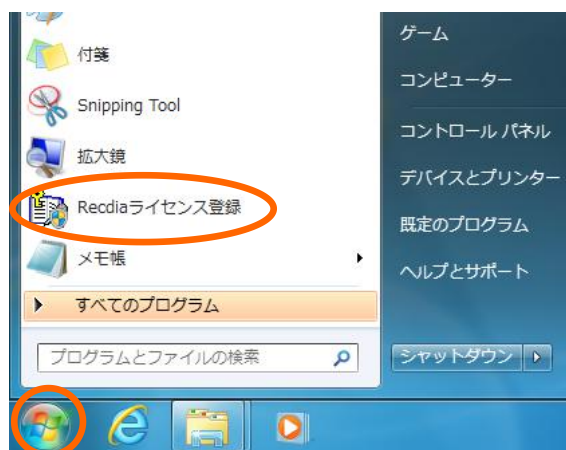 付箋
Snipping Tool
拡大鏡
Recdiaライセンス登録
メモ帳
すべてのプログラム
プログラムとファイルの検索
ゲーム
コンピューター
コントロール パネル
デバイスとプリンター
既定のプログラム
ヘルプとサポート
シャットダウン